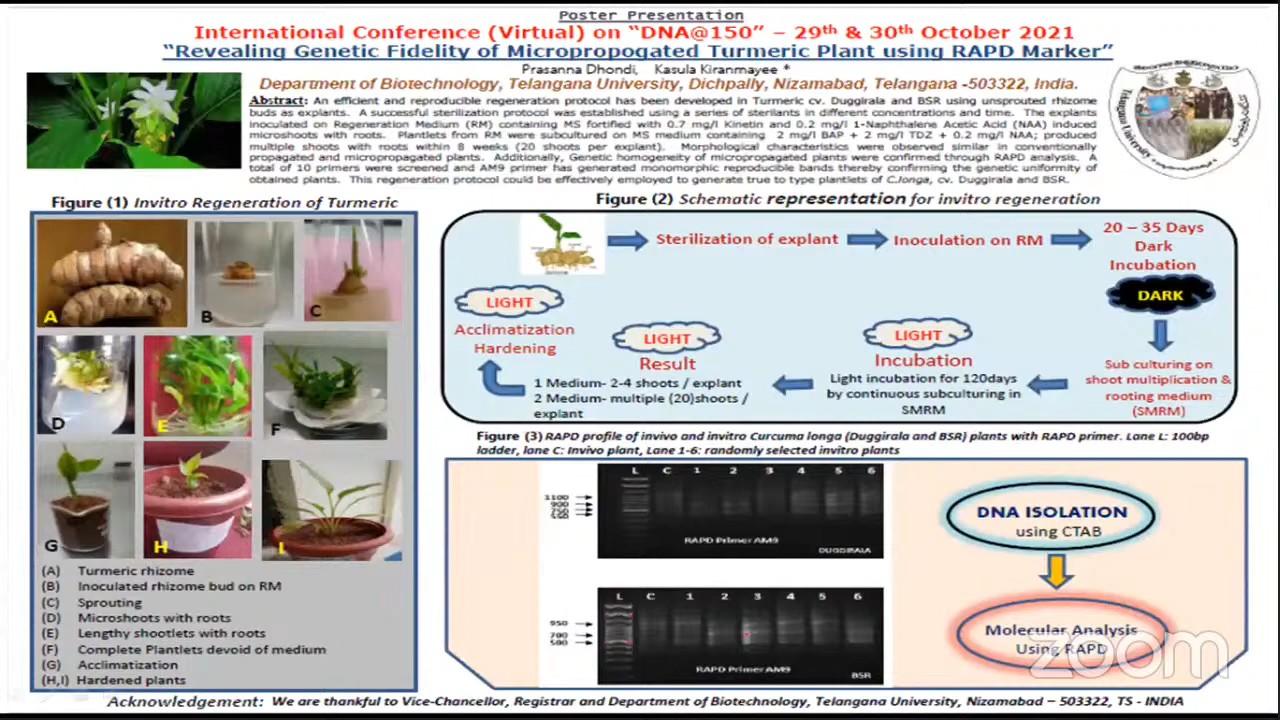 Poster Presentation
International Conference (Virtual) on “DNA@150” – 29th & 30th October 2021
“Revealing Genetic Fidelity of Micropropogated Turmeric Plant using RAPD Marker”
Prasanna Dhondi, Kasula Kiranmayee *
Department of Biotechnology, Telangana University, Dichpally, Nizamabad, Telangana -503322, India.
Abstract: An efficient and reproducible regeneration protocol has been developed in Turmeric cv. Duggirala and BSR using unsprouted rhizome
buds as explants. A successful sterilization protocol was established using a series of sterilants in different concentrations and time. The explants
inoculated on Regeneration Medium (RM) containing MS fortified with 0.7 mg/l Kinetin and 0.2 mg/l 1-Naphthalene Acetic Acid (NAA) induced
microshoots with roots. Plantlets from RM were subcultured on MS medium containing 2 mg/l BAP + 2 mg/l TDZ + 0.2 mg/l NAA; produced
multiple shoots with roots within 8 weeks (20 shoots per explant). Morphological characteristics were observed similar in conventionally
propagated and micropropagated plants. Additionally, Genetic homogeneity of micropropagated plants were confirmed through RAPD analysis. A
total of 10 primers were screened and AM9 primer has generated monomorphic reproducible bands thereby confirming the genetic uniformity of
obtained plants. This regeneration protocol could be effectively employed to generate true to type plantlets of C.longa, cv. Duggirala and BSR.
Telangana University
Figure (1) Invitro Regeneration of Turmeric
A
B
C
D
E
F
G
H
I
(A) Turmeric rhizome
(B) Inoculated rhizome bud on RM
(C) Sprouting
(D) Microshoots with roots
(E) Lengthy shootlets with roots
(F) Complete Plantlets devoid of medium
(G) Acclimatization
(H,I) Hardened plants
Figure (2) Schematic representation for invitro regeneration
Sterilization of explant
Inoculation on RM
20 – 35 Days
Dark
Incubation
DARK
Sub culturing on
shoot multiplication &
rooting medium
(SMRM)
LIGHT
Incubation
Light incubation for 120days
by continuous subculturing in
SMRM
LIGHT
Result
1 Medium- 2-4 shoots / explant
2 Medium- multiple (20)shoots /
explant
LIGHT
Acclimatization
Hardening
Figure (3) RAPD profile of invivo and invitro Curcuma longa (Duggirala and BSR) plants with RAPD primer. Lane L: 100bp
ladder, lane C: Invivo plant, Lane 1-6: randomly selected invitro plants
L C 1 2 3 4 5 6
1100
900
RAPD Primer AM9
DUGGIRALA
L C 1 2 3 4 5 6
950
700
500
RAPD Primer AM9
BSR
DNA ISOLATION
using CTAB
Molecular Analysis
Using RAPD
zoom
Acknowledgement: We are thankful to Vice-Chancellor, Registrar and Department of Biotechnology, Telangana University, Nizamabad – 503322, TS - INDIA